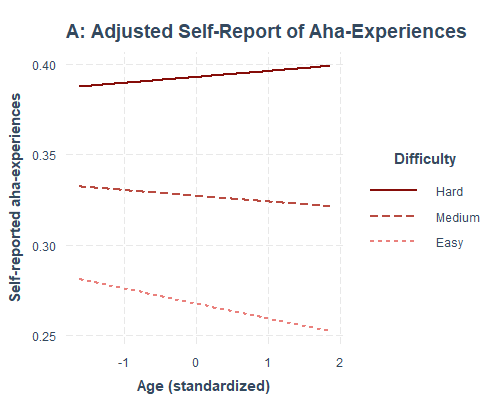 A: Adjusted Self-Report of Aha-Experiences
Self-reported aha-experiences
0.40
0.35
0.30
0.25
-1
0
1
2
Age (standardized)
Difficulty
Hard
Medium
Easy